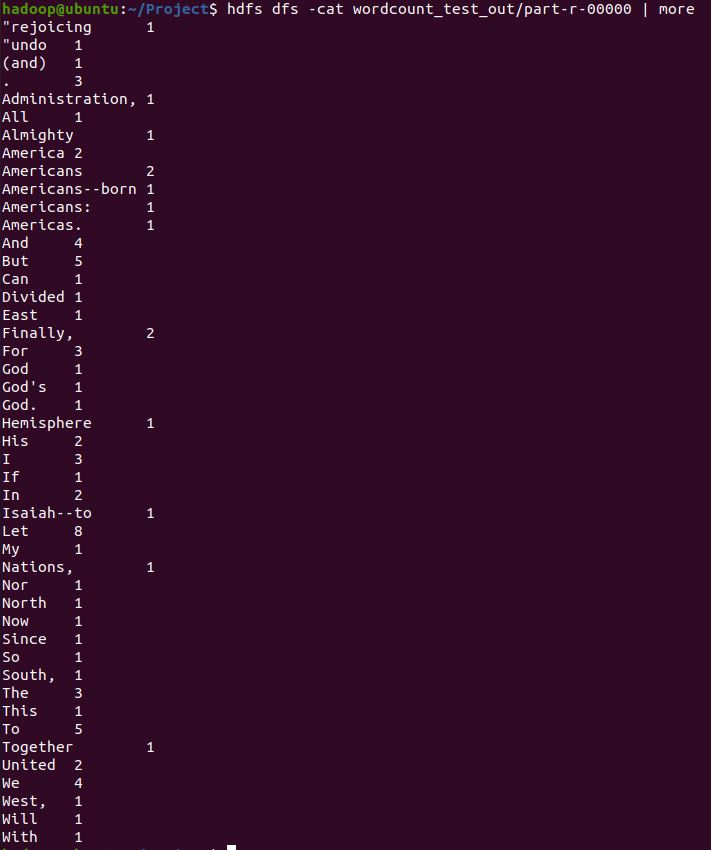 hadoop@ubuntu:~/Project$ hdfs dfs -cat wordcount_test_out/part-r-00000 | more
"rejoicing 1
"undo 1
(and) 1
. 3
Administration, 1
All 1
Almighty 1
America 2
Americans 2
Americans--born 1
Americans: 1
Americas. 1
And 4
But 5
Can 1
Divided 1
East 1
Finally, 2
For 3
God 1
God's 1
God. 1
Hemisphere 1
His 2
I 3
If 1
In 2
Isaiah--to 1
Let 8
My 1
Nations, 1
Nor 1
North 1
Now 1
Since 1
So 1
South, 1
The 3
This 1
To 5
Together 1
United 2
We 4
West, 1
Will 1
With 1